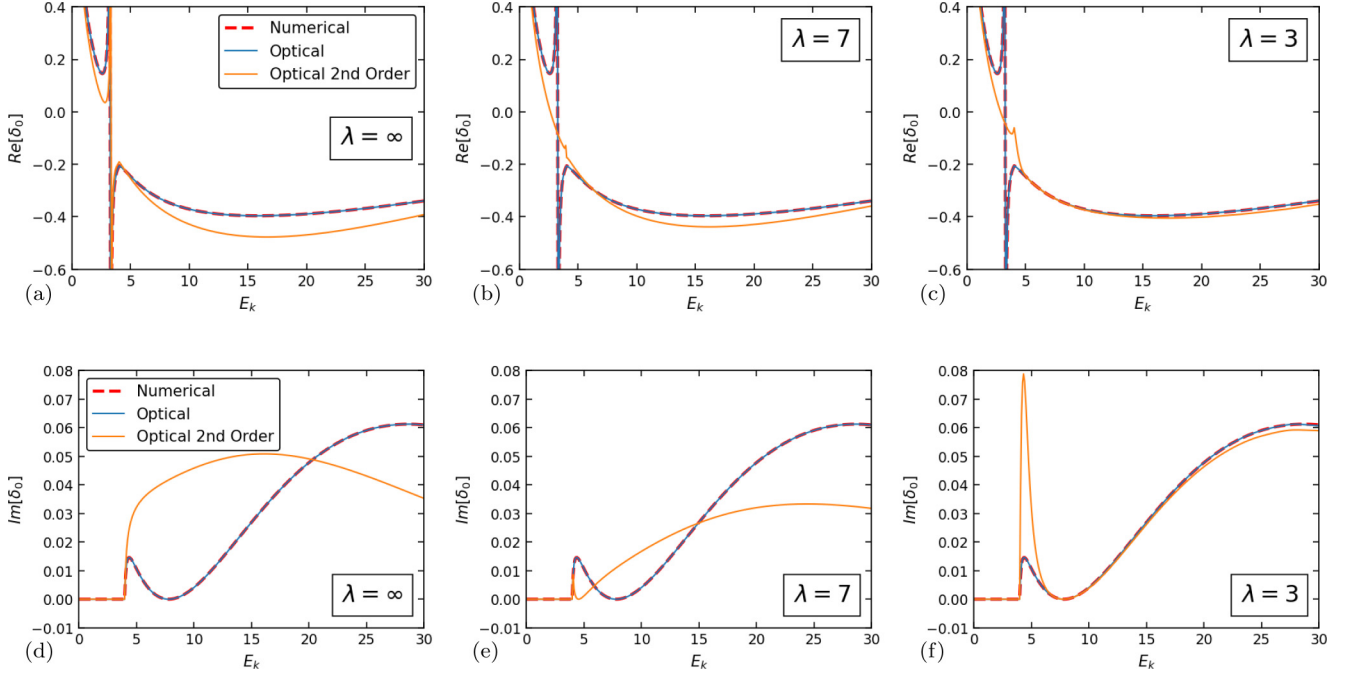 Re[δ₀]
0.4
0.2
0.0
−0.2
−0.4
−0.6
Numerical
Optical
Optical 2nd Order
λ = ∞
0 5 10 15 20 25 30
E_k
(a)
Re[δ₀]
0.4
0.2
0.0
−0.2
−0.4
−0.6
λ = 7
0 5 10 15 20 25 30
E_k
(b)
Re[δ₀]
0.4
0.2
0.0
−0.2
−0.4
−0.6
λ = 3
0 5 10 15 20 25 30
E_k
(c)
Im[δ₀]
0.08
0.07
0.06
0.05
0.04
0.03
0.02
0.01
0.00
−0.01
Numerical
Optical
Optical 2nd Order
λ = ∞
0 5 10 15 20 25 30
E_k
(d)
Im[δ₀]
0.08
0.07
0.06
0.05
0.04
0.03
0.02
0.01
0.00
−0.01
λ = 7
0 5 10 15 20 25 30
E_k
(e)
Im[δ₀]
0.08
0.07
0.06
0.05
0.04
0.03
0.02
0.01
0.00
−0.01
λ = 3
0 5 10 15 20 25 30
E_k
(f)